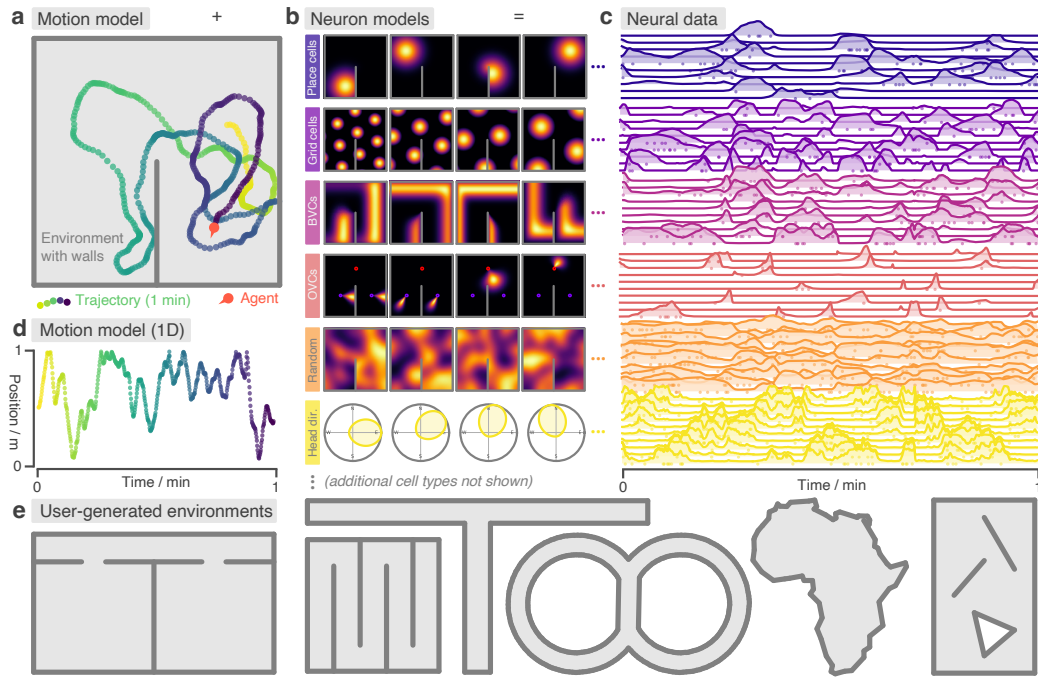 a Motion model +
Environment
with walls
Trajectory (1 min) Agent
b Neuron models =
Place cells
Grid cells
BVCs
OVCs
Random
Head dir.
N
W E
S
N
W E
S
N
W E
S
N
W E
S
(additional cell types not shown)
c Neural data
0 Time / min 1
d Motion model (1D)
1
Position / m
0
0 Time / min 1
e User-generated environments